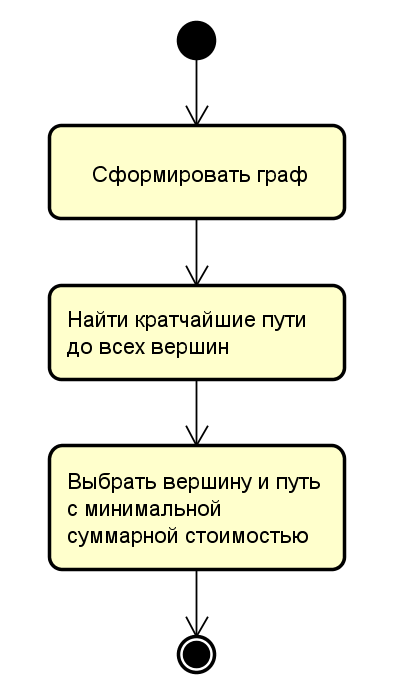 Сформировать граф
Найти кратчайшие пути
до всех вершин
Выбрать вершину и путь
с минимальной
суммарной стоимостью